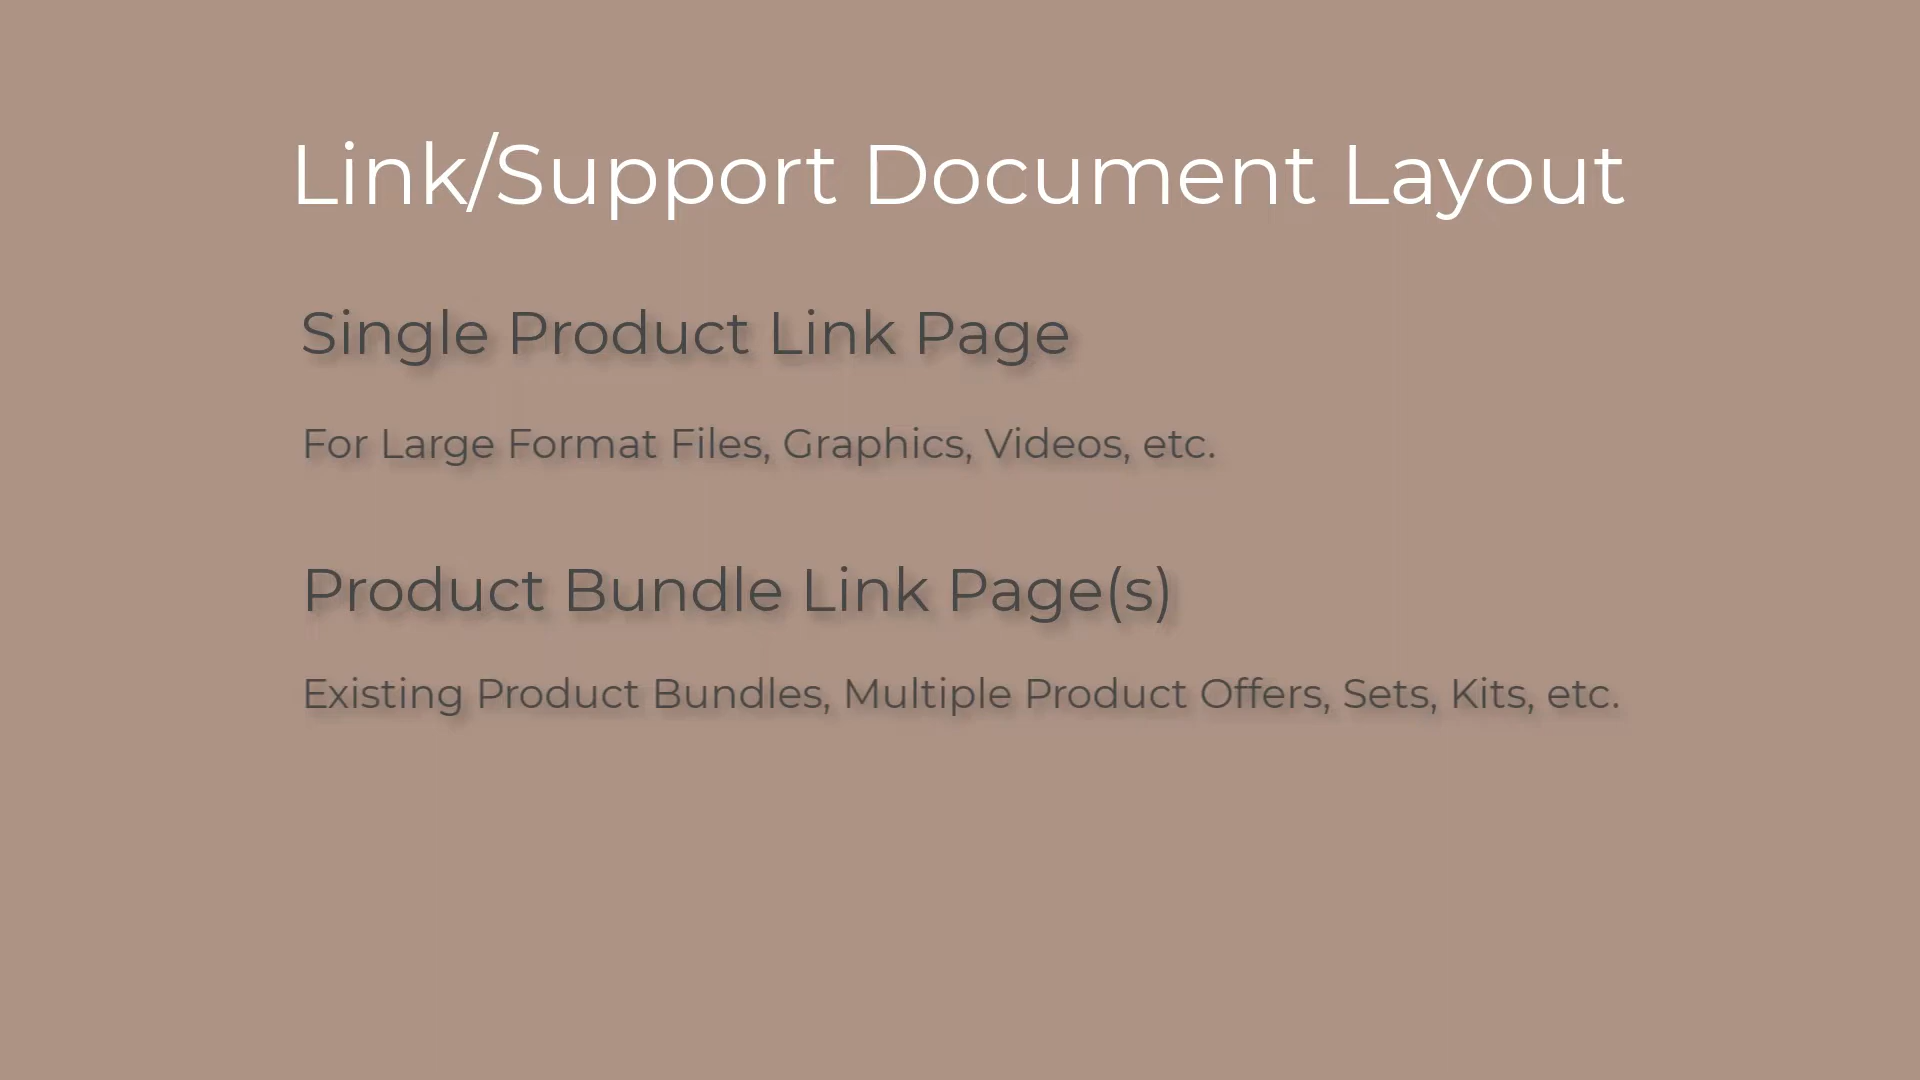 Link/Support Document Layout
Single Product Link Page
For Large Format Files, Graphics, Videos, etc.
Product Bundle Link Page(s)
Existing Product Bundles, Multiple Product Offers, Sets, Kits, etc.